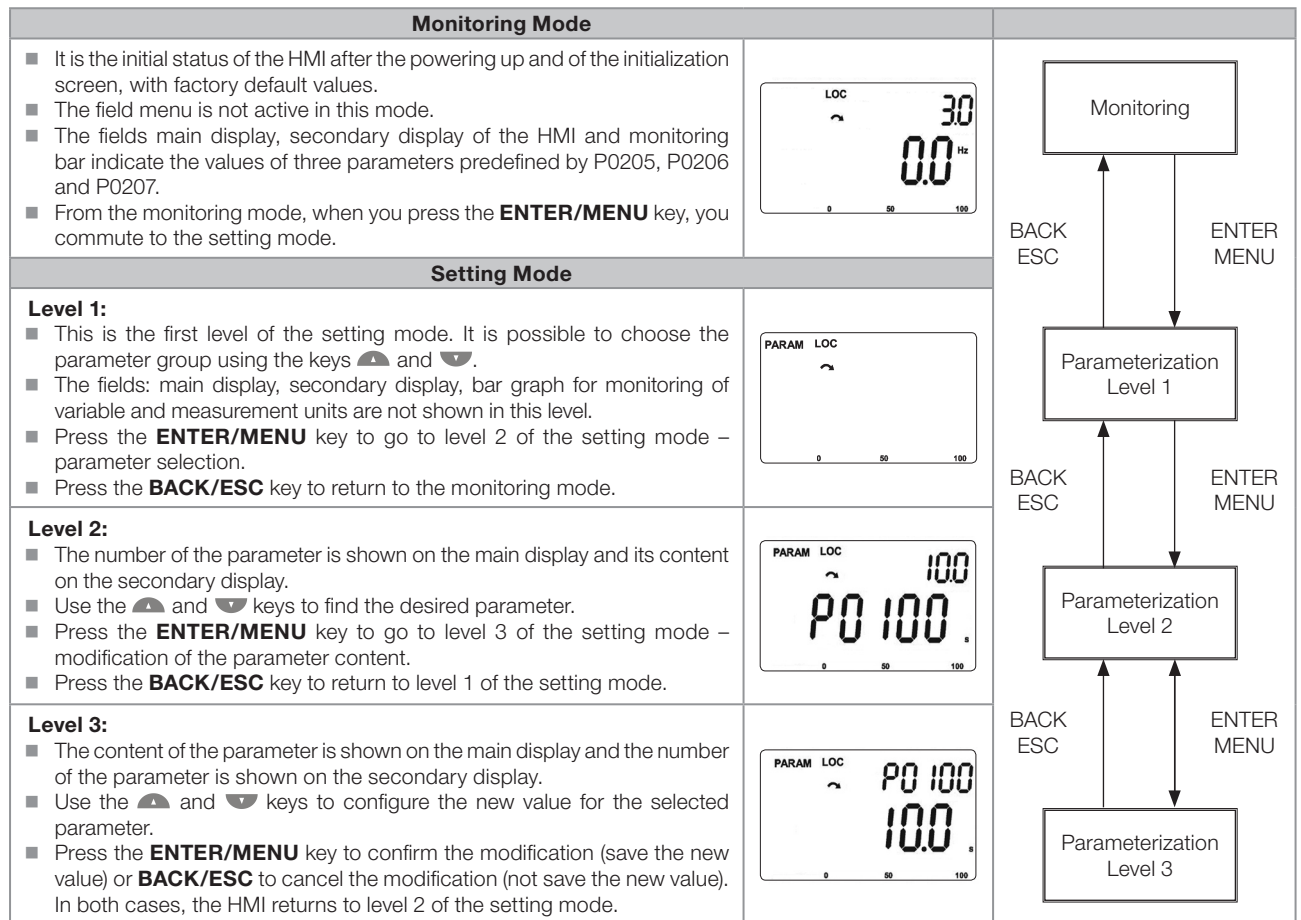 Monitoring Mode
It is the initial status of the HMI after the powering up and of the initialization
screen, with factory default values.
The field menu is not active in this mode.
The fields main display, secondary display of the HMI and monitoring
bar indicate the values of three parameters predefined by P0205, P0206
and P0207.
From the monitoring mode, when you press the ENTER/MENU key, you
commute to the setting mode.
LOC
3.0
0.0 Hz
0 50 100
Setting Mode
Level 1:
This is the first level of the setting mode. It is possible to choose the
parameter group using the keys and .
The fields: main display, secondary display, bar graph for monitoring of
variable and measurement units are not shown in this level.
Press the ENTER/MENU key to go to level 2 of the setting mode –
parameter selection.
Press the BACK/ESC key to return to the monitoring mode.
PARAM LOC
0 50 100
Level 2:
The number of the parameter is shown on the main display and its content
on the secondary display.
Use the and keys to find the desired parameter.
Press the ENTER/MENU key to go to level 3 of the setting mode –
modification of the parameter content.
Press the BACK/ESC key to return to level 1 of the setting mode.
PARAM LOC
10.0
P0100 s
0 50 100
Level 3:
The content of the parameter is shown on the main display and the number
of the parameter is shown on the secondary display.
Use the and keys to configure the new value for the selected
parameter.
Press the ENTER/MENU key to confirm the modification (save the new
value) or BACK/ESC to cancel the modification (not save the new value).
In both cases, the HMI returns to level 2 of the setting mode.
PARAM LOC
P0100
10.0 s
0 50 100
Monitoring
BACK
ESC
ENTER
MENU
Parameterization
Level 1
BACK
ESC
ENTER
MENU
Parameterization
Level 2
BACK
ESC
ENTER
MENU
Parameterization
Level 3